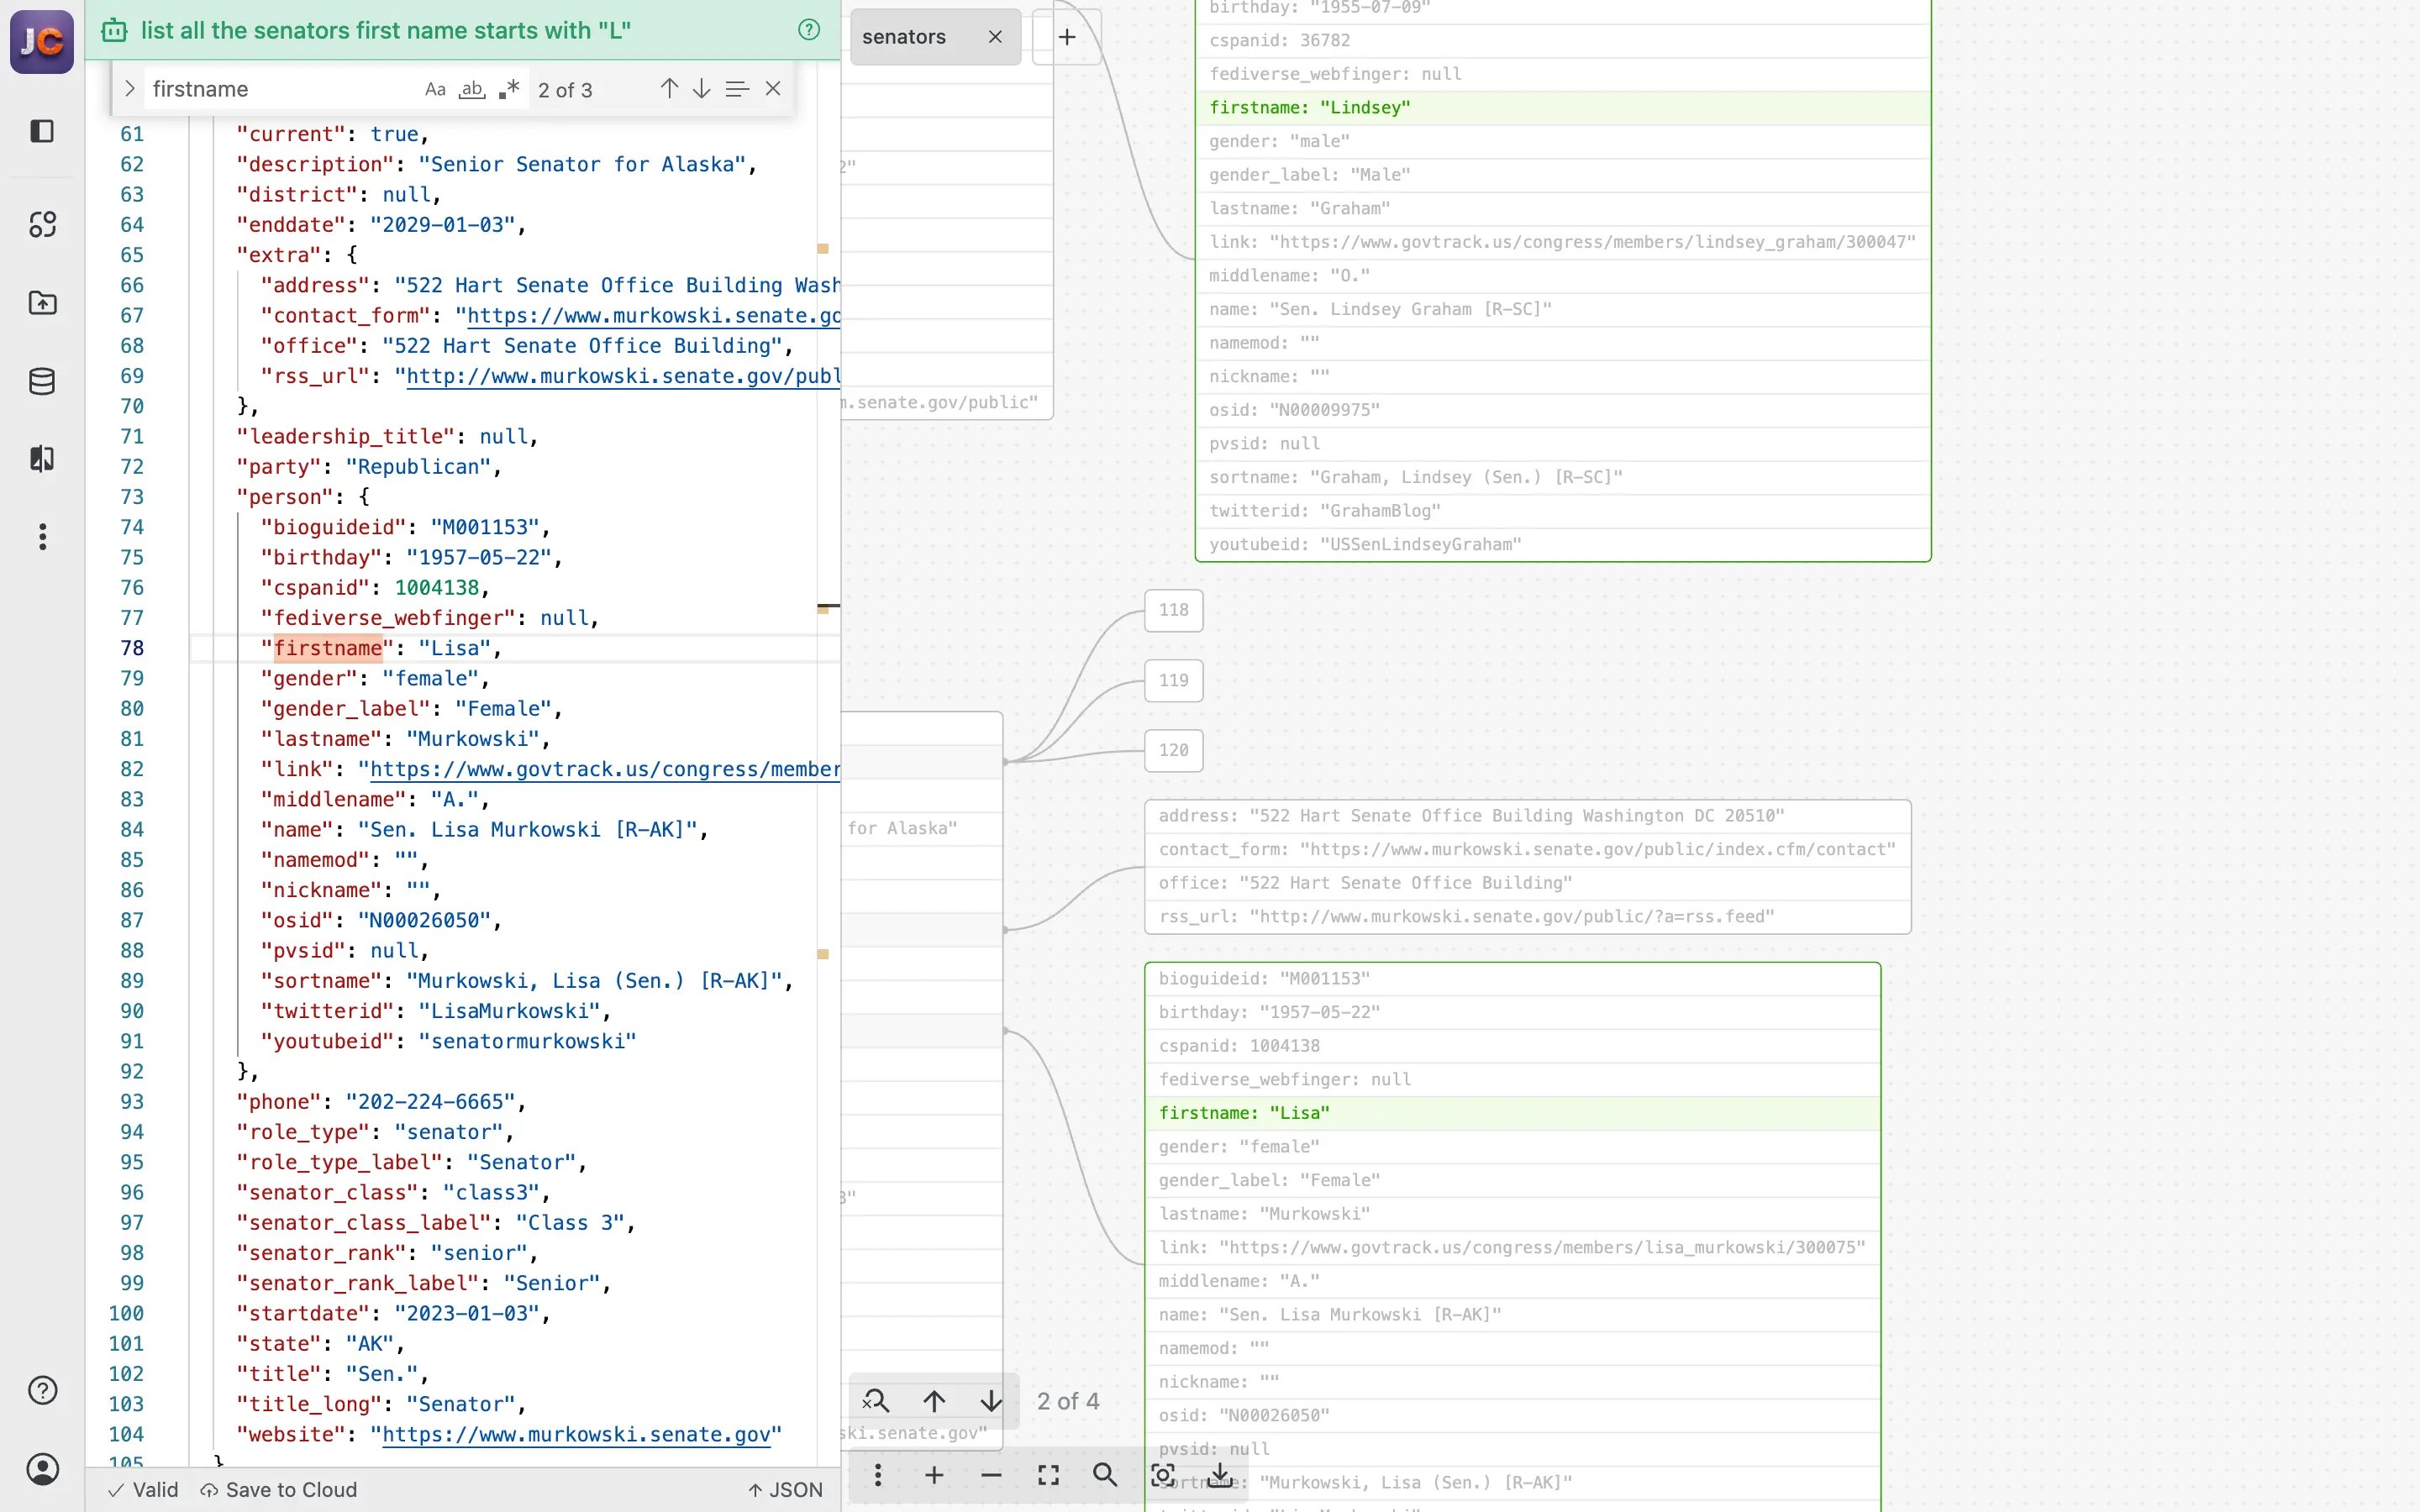 JC
list all the senators first name starts with "L"
firstname
Aa
ab
2 of 3
61 "current": true,
62 "description": "Senior Senator for Alaska",
63 "district": null,
64 "enddate": "2029-01-03",
65 "extra": {
66 "address": "522 Hart Senate Office Building Wash
67 "contact_form": "https://www.murkowski.senate.go
68 "office": "522 Hart Senate Office Building",
69 "rss_url": "http://www.murkowski.senate.gov/publ
70 },
71 "leadership_title": null,
72 "party": "Republican",
73 "person": {
74 "bioguideid": "M001153",
75 "birthday": "1957-05-22",
76 "cspanid": 1004138,
77 "fediverse_webfinger": null,
78 "firstname": "Lisa",
79 "gender": "female",
80 "gender_label": "Female",
81 "lastname": "Murkowski",
82 "link": "https://www.govtrack.us/congress/member
83 "middlename": "A.",
84 "name": "Sen. Lisa Murkowski [R-AK]",
85 "namemod": "",
86 "nickname": "",
87 "osid": "N00026050",
88 "pvsid": null,
89 "sortname": "Murkowski, Lisa (Sen.) [R-AK]",
90 "twitterid": "LisaMurkowski",
91 "youtubeid": "senatormurkowski"
92 },
93 "phone": "202-224-6665",
94 "role_type": "senator",
95 "role_type_label": "Senator",
96 "senator_class": "class3",
97 "senator_class_label": "Class 3",
98 "senator_rank": "senior",
99 "senator_rank_label": "Senior",
100 "startdate": "2023-01-03",
101 "state": "AK",
102 "title": "Sen.",
103 "title_long": "Senator",
104 "website": "https://www.murkowski.senate.gov"
105 }
Valid
Save to Cloud
JSON
senators
2"
m.senate.gov/public"
for Alaska"
3"
ski.senate.gov"
2 of 4
birthday: "1955-07-09"
cspanid: 36782
fediverse_webfinger: null
firstname: "Lindsey"
gender: "male"
gender_label: "Male"
lastname: "Graham"
link: "https://www.govtrack.us/congress/members/lindsey_graham/300047"
middlename: "O."
name: "Sen. Lindsey Graham [R-SC]"
namemod: ""
nickname: ""
osid: "N00009975"
pvsid: null
sortname: "Graham, Lindsey (Sen.) [R-SC]"
twitterid: "GrahamBlog"
youtubeid: "USSenLindseyGraham"
118
119
120
address: "522 Hart Senate Office Building Washington DC 20510"
contact_form: "https://www.murkowski.senate.gov/public/index.cfm/contact"
office: "522 Hart Senate Office Building"
rss_url: "http://www.murkowski.senate.gov/public/?a=rss.feed"
bioguideid: "M001153"
birthday: "1957-05-22"
cspanid: 1004138
fediverse_webfinger: null
firstname: "Lisa"
gender: "female"
gender_label: "Female"
lastname: "Murkowski"
link: "https://www.govtrack.us/congress/members/lisa_murkowski/300075"
middlename: "A."
name: "Sen. Lisa Murkowski [R-AK]"
namemod: ""
nickname: ""
osid: "N00026050"
pvsid: null
sortname: "Murkowski, Lisa (Sen.) [R-AK]"